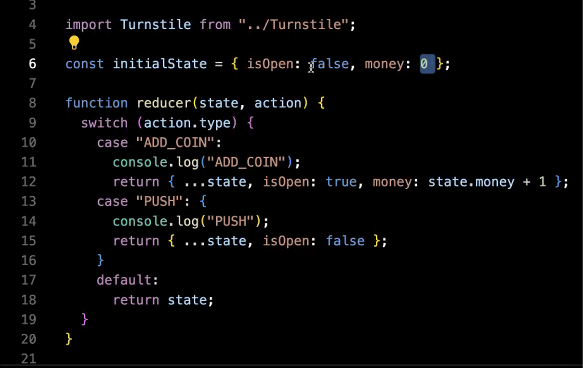 3
4 import Turnstile from "../Turnstile";
5
6 const initialState = { isOpen: false, money: 0 };
7
8 function reducer(state, action) {
9 switch (action.type) {
10 case "ADD_COIN":
11 console.log("ADD_COIN");
12 return { ...state, isOpen: true, money: state.money + 1 };
13 case "PUSH": {
14 console.log("PUSH");
15 return { ...state, isOpen: false };
16 }
17 default:
18 return state;
19 }
20 }
21